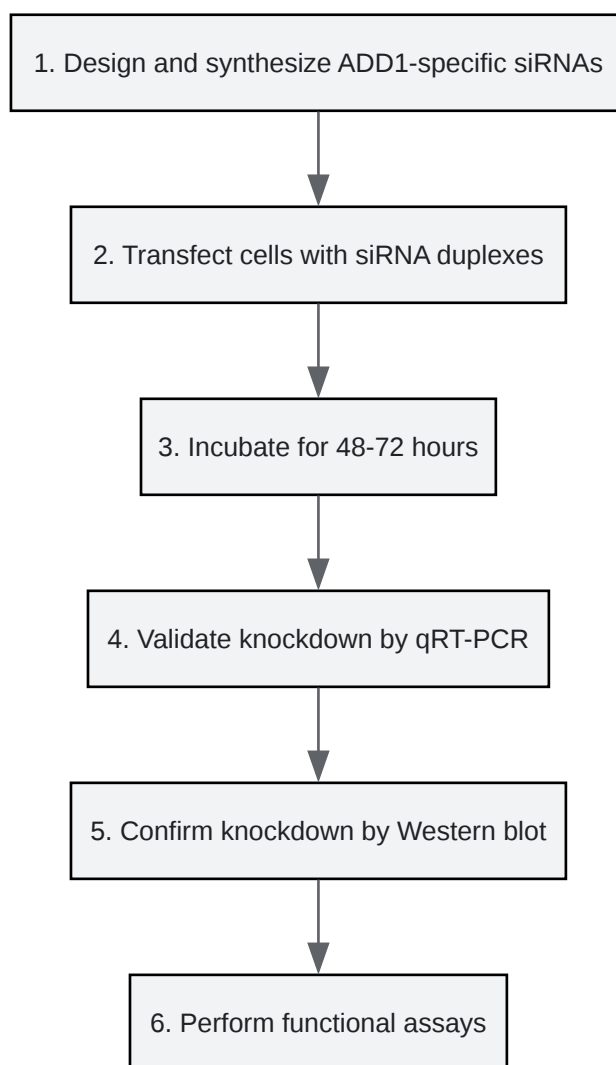 1. Design and synthesize ADD1-specific siRNAs
2. Transfect cells with siRNA duplexes
3. Incubate for 48-72 hours
4. Validate knockdown by qRT-PCR
5. Confirm knockdown by Western blot
6. Perform functional assays